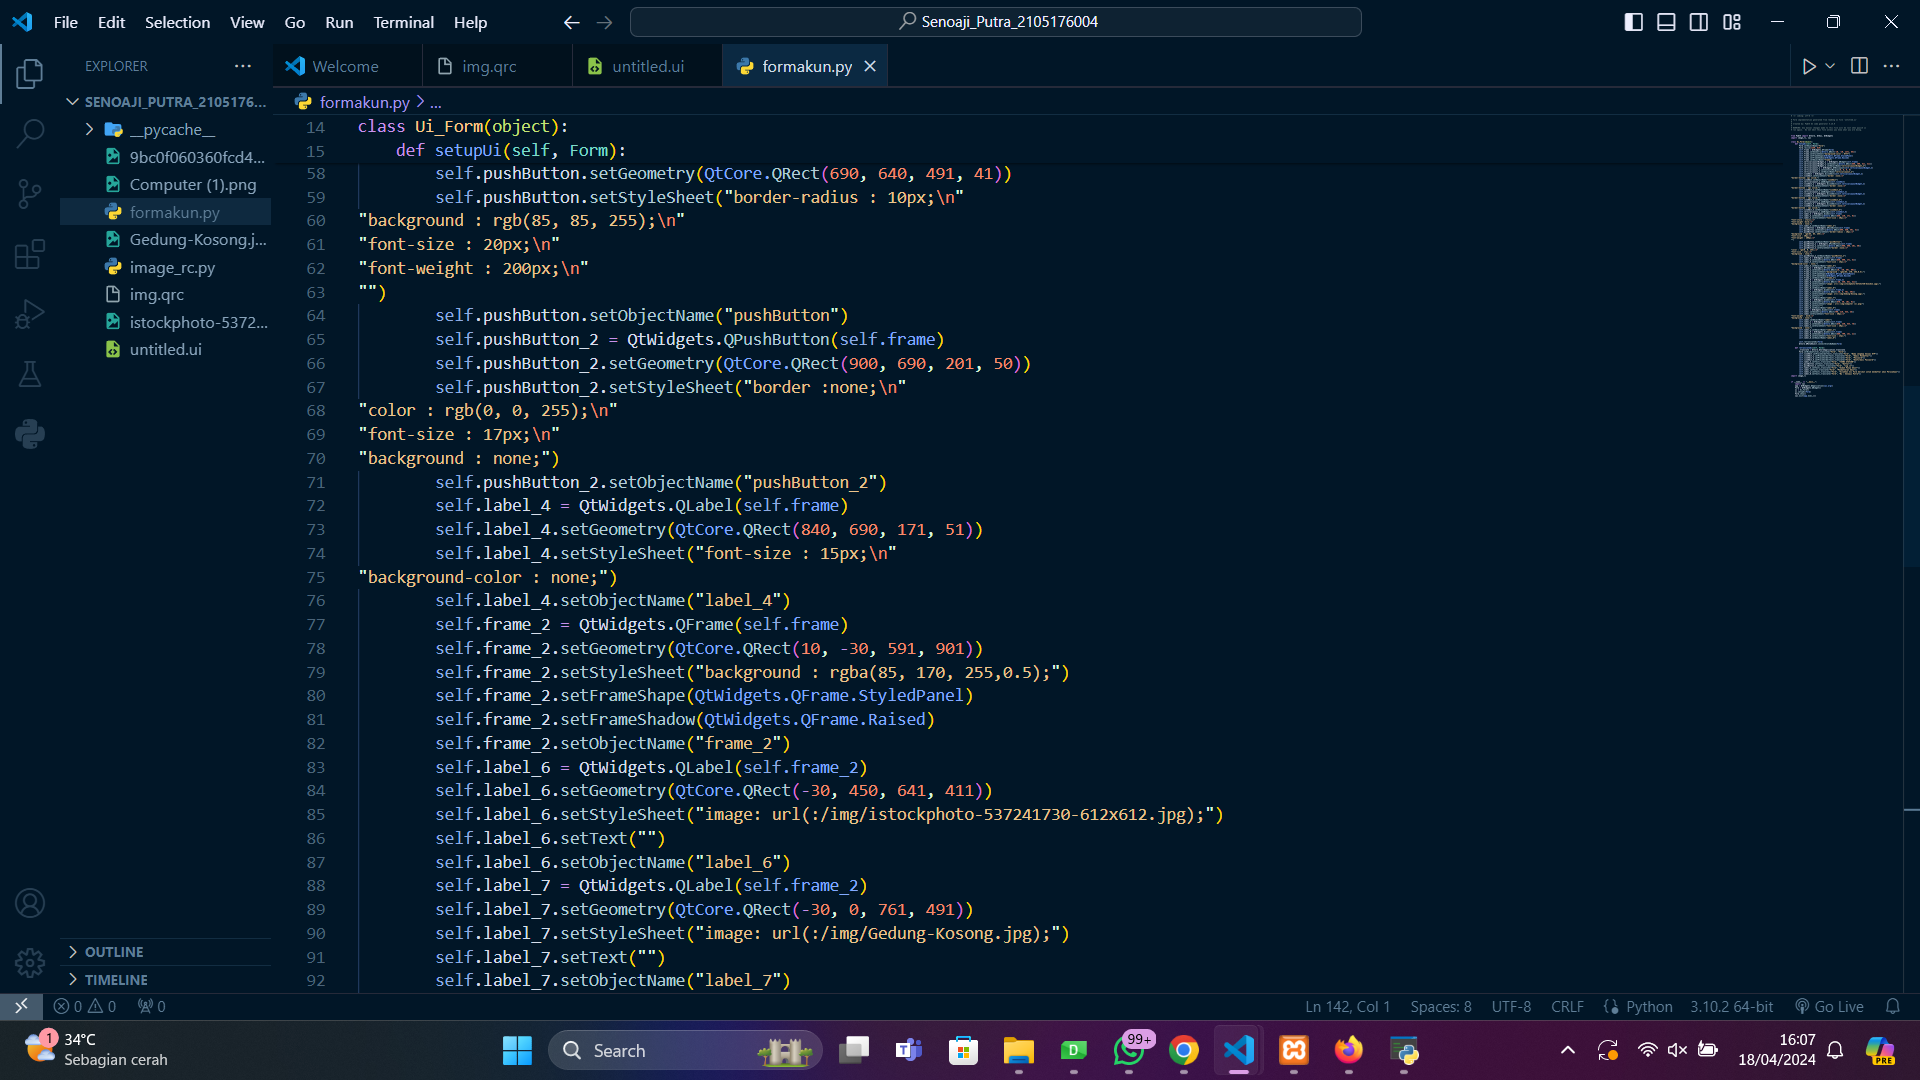 File Edit Selection View Go Run Terminal Help
Senoaji_Putra_2105176004
EXPLORER
Welcome
img.qrc
untitled.ui
formakun.py
SENOAJI_PUTRA_2105176...
__pycache__
9bc0f060360fcd4...
Computer (1).png
formakun.py
Gedung-Kosong.j...
image_rc.py
img.qrc
istockphoto-5372...
untitled.ui
OUTLINE
TIMELINE
formakun.py > ...
14 class Ui_Form(object):
15 def setupUi(self, Form):
58 self.pushButton.setGeometry(QtCore.QRect(690, 640, 491, 41))
59 self.pushButton.setStyleSheet("border-radius : 10px;\n"
60 "background : rgb(85, 85, 255);\n"
61 "font-size : 20px;\n"
62 "font-weight : 200px;\n"
63 "")
64 self.pushButton.setObjectName("pushButton")
65 self.pushButton_2 = QtWidgets.QPushButton(self.frame)
66 self.pushButton_2.setGeometry(QtCore.QRect(900, 690, 201, 50))
67 self.pushButton_2.setStyleSheet("border :none;\n"
68 "color : rgb(0, 0, 255);\n"
69 "font-size : 17px;\n"
70 "background : none;")
71 self.pushButton_2.setObjectName("pushButton_2")
72 self.label_4 = QtWidgets.QLabel(self.frame)
73 self.label_4.setGeometry(QtCore.QRect(840, 690, 171, 51))
74 self.label_4.setStyleSheet("font-size : 15px;\n"
75 "background-color : none;")
76 self.label_4.setObjectName("label_4")
77 self.frame_2 = QtWidgets.QFrame(self.frame)
78 self.frame_2.setGeometry(QtCore.QRect(10, -30, 591, 901))
79 self.frame_2.setStyleSheet("background : rgba(85, 170, 255,0.5);")
80 self.frame_2.setFrameShape(QtWidgets.QFrame.StyledPanel)
81 self.frame_2.setFrameShadow(QtWidgets.QFrame.Raised)
82 self.frame_2.setObjectName("frame_2")
83 self.label_6 = QtWidgets.QLabel(self.frame_2)
84 self.label_6.setGeometry(QtCore.QRect(-30, 450, 641, 411))
85 self.label_6.setStyleSheet("image: url(:/img/istockphoto-537241730-612x612.jpg);")
86 self.label_6.setText("")
87 self.label_6.setObjectName("label_6")
88 self.label_7 = QtWidgets.QLabel(self.frame_2)
89 self.label_7.setGeometry(QtCore.QRect(-30, 0, 761, 491))
90 self.label_7.setStyleSheet("image: url(:/img/Gedung-Kosong.jpg);")
91 self.label_7.setText("")
92 self.label_7.setObjectName("label_7")
0 0 0
Ln 142, Col 1 Spaces: 8 UTF-8 CRLF Python 3.10.2 64-bit Go Live
1
34°C
Sebagian cerah
Search
D
99+
PRE
16:07
18/04/2024